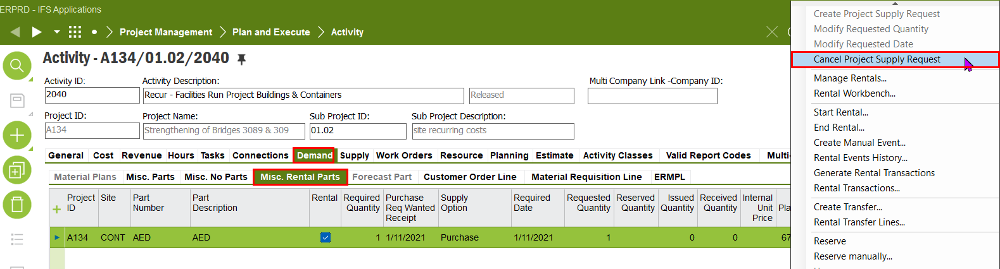 ERPRD - IFS Applications
Project Management
Plan and Execute
Activity
Activity - A134/01.02/2040
Activity ID:
Activity Description:
Multi Company Link -Company ID:
2040
Recur - Facilities Run Project Buildings & Containers
Released
Project ID:
Project Name:
Sub Project ID:
Sub Project Description:
A134
Strengthening of Bridges 3089 & 309
01.02
site recurring costs
General Cost Revenue Hours Tasks Connections Demand Supply Work Orders Resource Planning Estimate Activity Classes Valid Report Codes Multi-
Material Plans Misc. Parts Misc. No Parts Misc. Rental Parts Forecast Part Customer Order Line Material Requisition Line ERMPL
Project ID
Site
Part Number
Part Description
Rental
Required Quantity
Purchase Req Wanted Receipt
Supply Option
Required Date
Requested Quantity
Reserved Quantity
Issued Quantity
Received Quantity
Internal Unit Price
Pla
A134 CONT AED AED 1 1/11/2021 Purchase 1/11/2021 1 0 0 67
Create Project Supply Request
Modify Requested Quantity
Modify Requested Date
Cancel Project Supply Request
Manage Rentals...
Rental Workbench...
Start Rental...
End Rental...
Create Manual Event...
Rental Events History...
Generate Rental Transactions
Rental Transactions...
Create Transfer...
Rental Transfer Lines...
Reserve
Reserve manually...